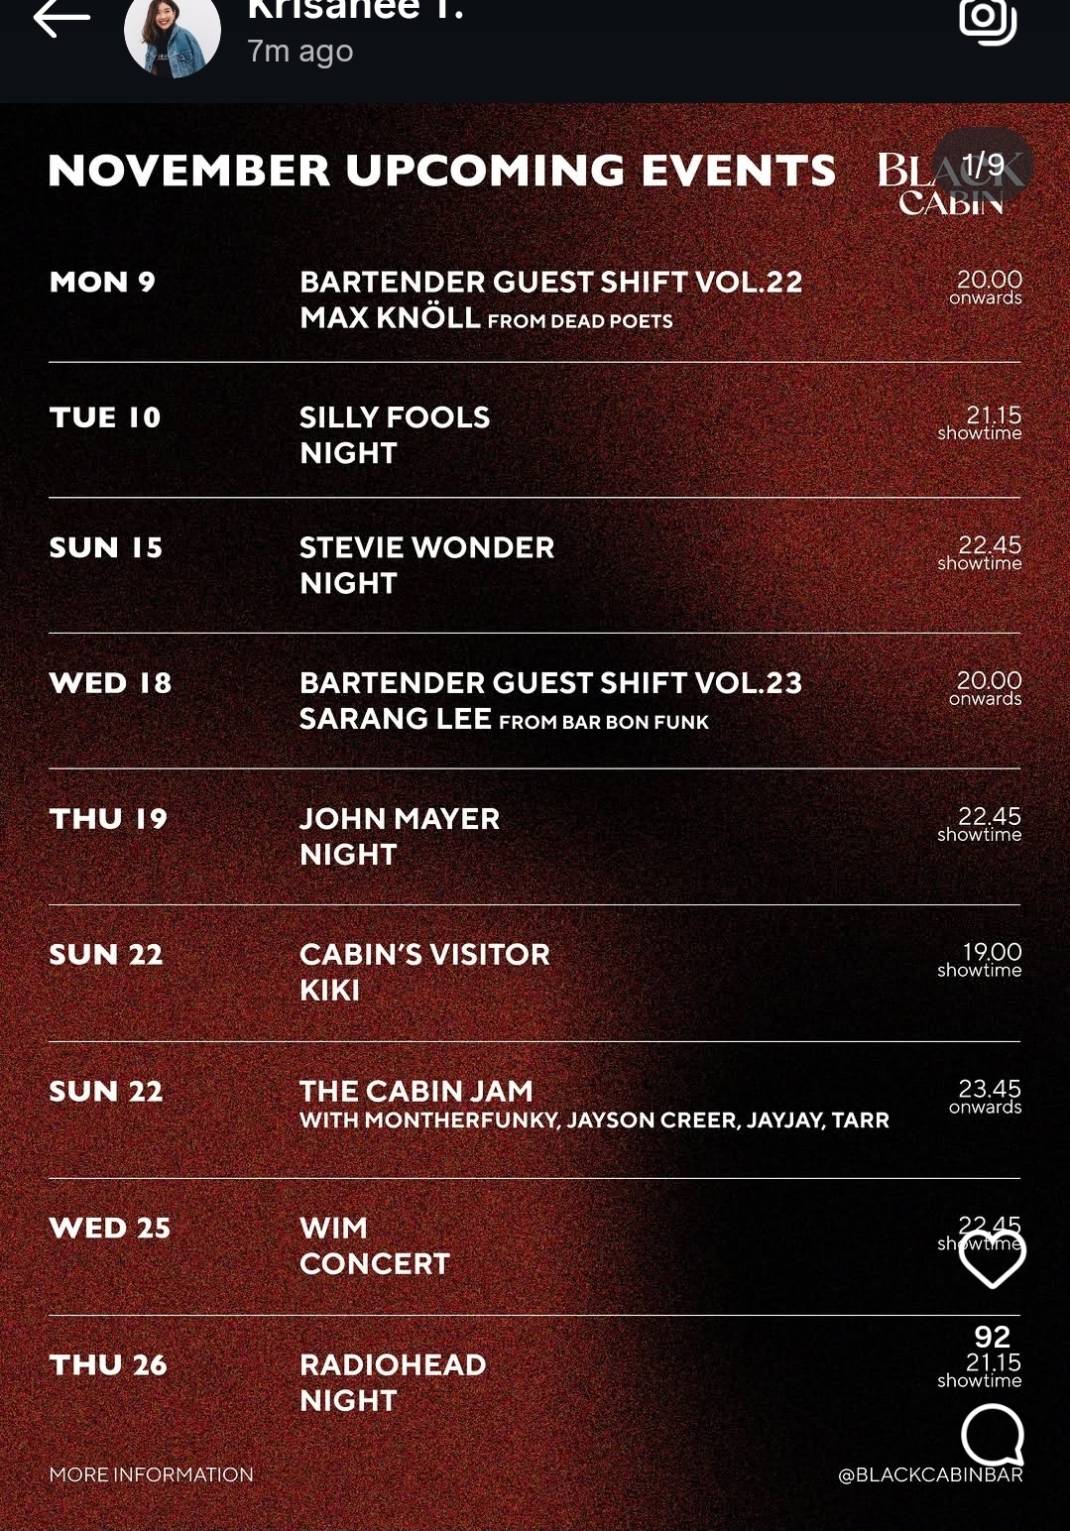 Krisanee T.
7m ago
NOVEMBER UPCOMING EVENTS
BLACK
CABIN
1/9
MON 9
BARTENDER GUEST SHIFT VOL.22
MAX KNÖLL FROM DEAD POETS
20.00
onwards
TUE 10
SILLY FOOLS
NIGHT
21.15
showtime
SUN 15
STEVIE WONDER
NIGHT
22.45
showtime
WED 18
BARTENDER GUEST SHIFT VOL.23
SARANG LEE FROM BAR BON FUNK
20.00
onwards
THU 19
JOHN MAYER
NIGHT
22.45
showtime
SUN 22
CABIN’S VISITOR
KIKI
19.00
showtime
SUN 22
THE CABIN JAM
WITH MONTHERFUNKY, JAYSON CREER, JAYJAY, TARR
23.45
onwards
WED 25
WIM
CONCERT
22.45
showtime
92
THU 26
RADIOHEAD
NIGHT
21.15
showtime
MORE INFORMATION
@BLACKCABINBAR